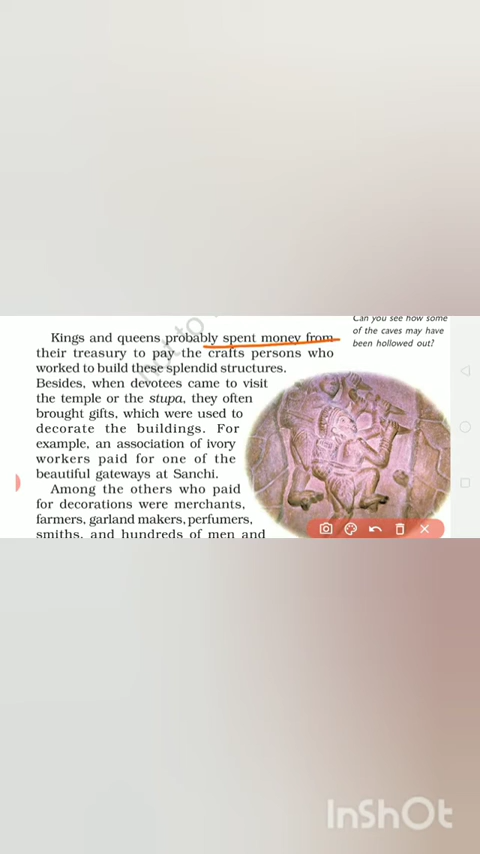 Can you see how some
of the caves may have
been hollowed out?
Kings and queens probably spent money from
their treasury to pay the crafts persons who
worked to build these splendid structures.
Besides, when devotees came to visit
the temple or the stupa, they often
brought gifts, which were used to
decorate the buildings. For
example, an association of ivory
workers paid for one of the
beautiful gateways at Sanchi.
Among the others who paid
for decorations were merchants,
farmers, garland makers, perfumers,
smiths, and hundreds of men and
not to
InShOt